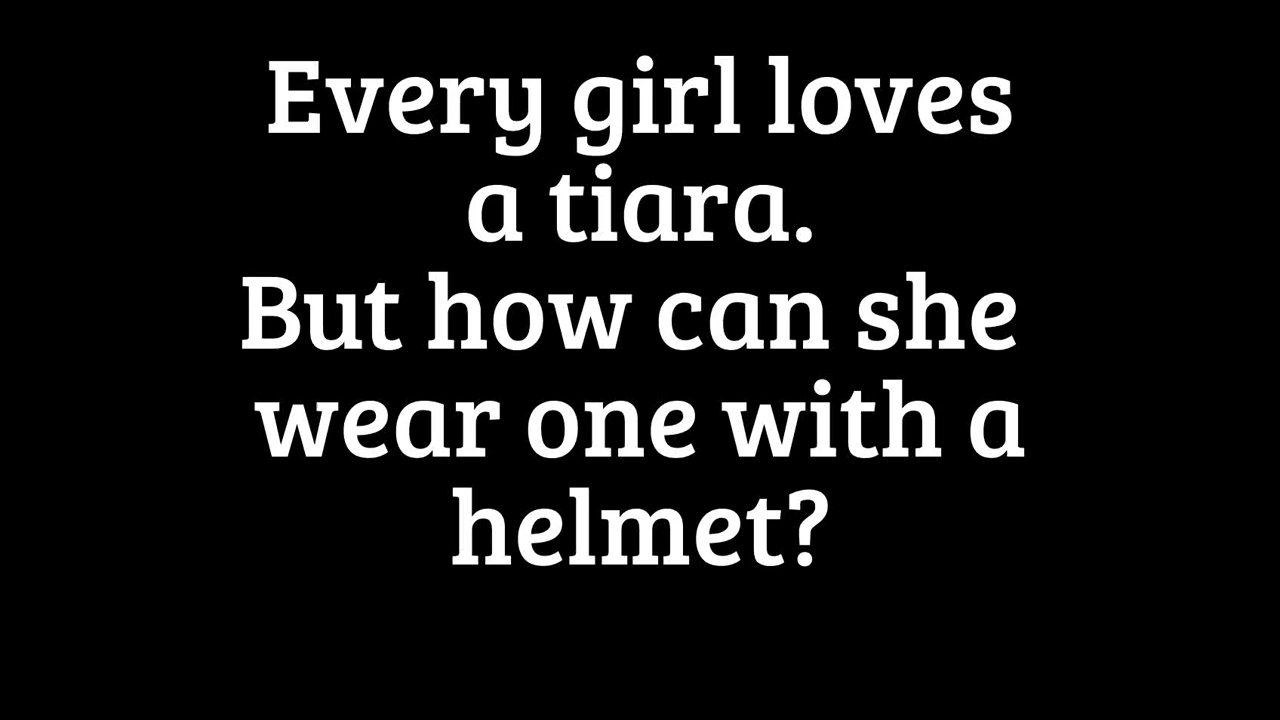 Every girl loves
a tiara.
But how can she
wear one with a
helmet?